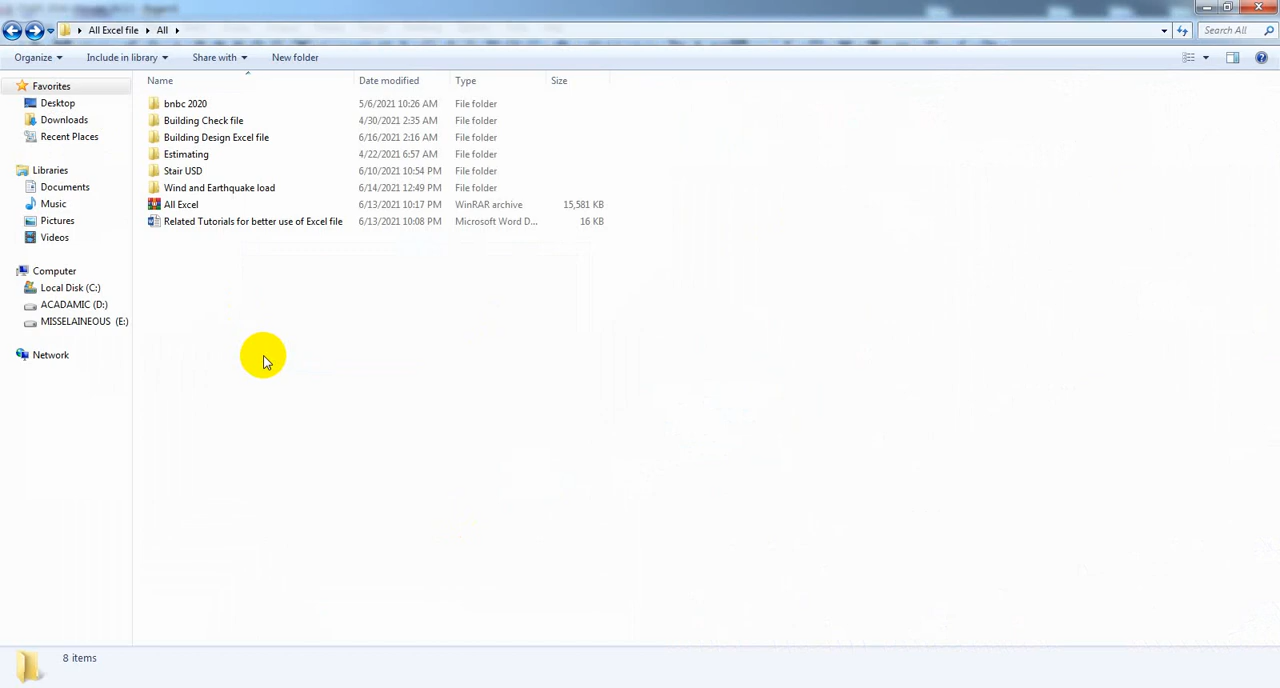 All Excel file All
Search All
Organize Include in library Share with New folder
Name Date modified Type Size
Favorites
Desktop
Downloads
Recent Places
Libraries
Documents
Music
Pictures
Videos
Computer
Local Disk (C:)
ACADAMIC (D:)
MISSELAINEOUS (E:)
Network
bnbc 2020 5/6/2021 10:26 AM File folder
Building Check file 4/30/2021 2:35 AM File folder
Building Design Excel file 6/16/2021 2:16 AM File folder
Estimating 4/22/2021 6:57 AM File folder
Stair USD 6/10/2021 10:54 PM File folder
Wind and Earthquake load 6/14/2021 12:49 PM File folder
All Excel 6/13/2021 10:17 PM WinRAR archive 15,581 KB
Related Tutorials for better use of Excel file 6/13/2021 10:08 PM Microsoft Word D... 16 KB
8 items